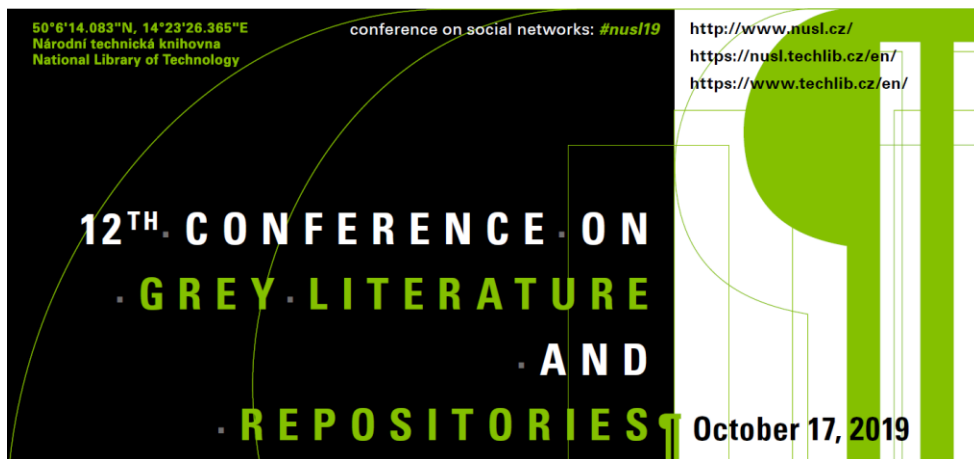 50°6'14.083"N, 14°23'26.365"E
Národní technická knihovna
National Library of Technology
conference on social networks: #nusl19
http://www.nusl.cz/
https://nusl.techlib.cz/en/
https://www.techlib.cz/en/
12TH·CONFERENCE·ON
·GREY·LITERATURE
·AND
·REPOSITORIES¶
October 17, 2019